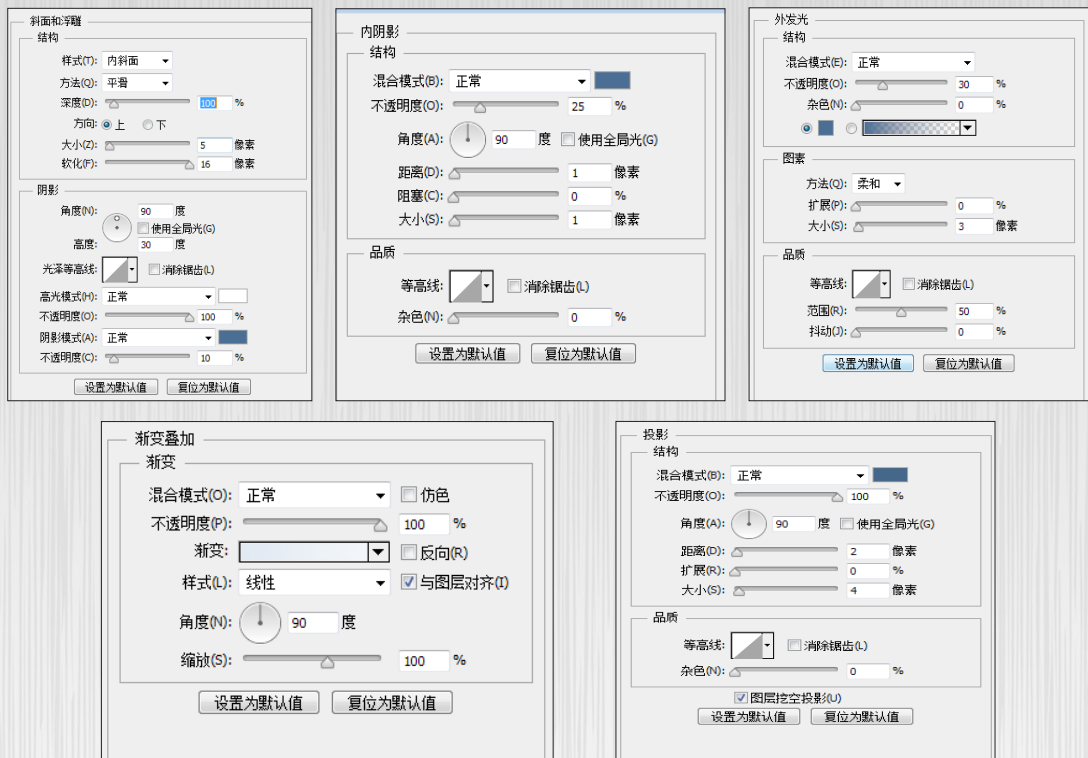 斜面和浮雕
结构
样式(T): 内斜面
方法(Q): 平滑
深度(D): 100 %
方向: 上 下
大小(Z): 5 像素
软化(F): 16 像素
阴影
角度(N): 90 度
使用全局光(G)
高度: 30 度
光泽等高线: 消除锯齿(L)
高光模式(H): 正常
不透明度(O): 100 %
阴影模式(A): 正常
不透明度(C): 10 %
设置为默认值 复位为默认值
内阴影
结构
混合模式(B): 正常
不透明度(O): 25 %
角度(A): 90 度 使用全局光(G)
距离(D): 1 像素
阻塞(C): 0 %
大小(S): 1 像素
品质
等高线: 消除锯齿(L)
杂色(N): 0 %
设置为默认值 复位为默认值
外发光
结构
混合模式(E): 正常
不透明度(O): 30 %
杂色(N): 0 %
图素
方法(Q): 柔和
扩展(P): 0 %
大小(S): 3 像素
品质
等高线: 消除锯齿(L)
范围(R): 50 %
抖动(J): 0 %
设置为默认值 复位为默认值
渐变叠加
渐变
混合模式(O): 正常 仿色
不透明度(P): 100 %
渐变: 反向(R)
样式(L): 线性 与图层对齐(I)
角度(N): 90 度
缩放(S): 100 %
设置为默认值 复位为默认值
投影
结构
混合模式(B): 正常
不透明度(O): 100 %
角度(A): 90 度 使用全局光(G)
距离(D): 2 像素
扩展(R): 0 %
大小(S): 4 像素
品质
等高线: 消除锯齿(L)
杂色(N): 0 %
图层挖空投影(U)
设置为默认值 复位为默认值